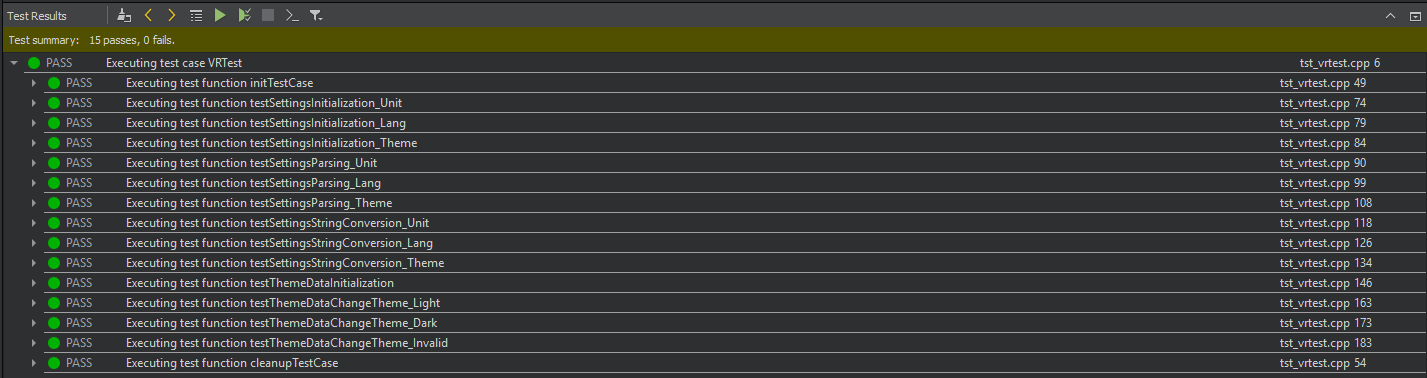 Test Results
Test summary: 15 passes, 0 fails.
PASS Executing test case VRTest tst_vrtest.cpp 6
PASS Executing test function initTestCase tst_vrtest.cpp 49
PASS Executing test function testSettingsInitialization_Unit tst_vrtest.cpp 74
PASS Executing test function testSettingsInitialization_Lang tst_vrtest.cpp 79
PASS Executing test function testSettingsInitialization_Theme tst_vrtest.cpp 84
PASS Executing test function testSettingsParsing_Unit tst_vrtest.cpp 90
PASS Executing test function testSettingsParsing_Lang tst_vrtest.cpp 99
PASS Executing test function testSettingsParsing_Theme tst_vrtest.cpp 108
PASS Executing test function testSettingsStringConversion_Unit tst_vrtest.cpp 118
PASS Executing test function testSettingsStringConversion_Lang tst_vrtest.cpp 126
PASS Executing test function testSettingsStringConversion_Theme tst_vrtest.cpp 134
PASS Executing test function testThemeDataInitialization tst_vrtest.cpp 146
PASS Executing test function testThemeDataChangeTheme_Light tst_vrtest.cpp 163
PASS Executing test function testThemeDataChangeTheme_Dark tst_vrtest.cpp 173
PASS Executing test function testThemeDataChangeTheme_Invalid tst_vrtest.cpp 183
PASS Executing test function cleanupTestCase tst_vrtest.cpp 54